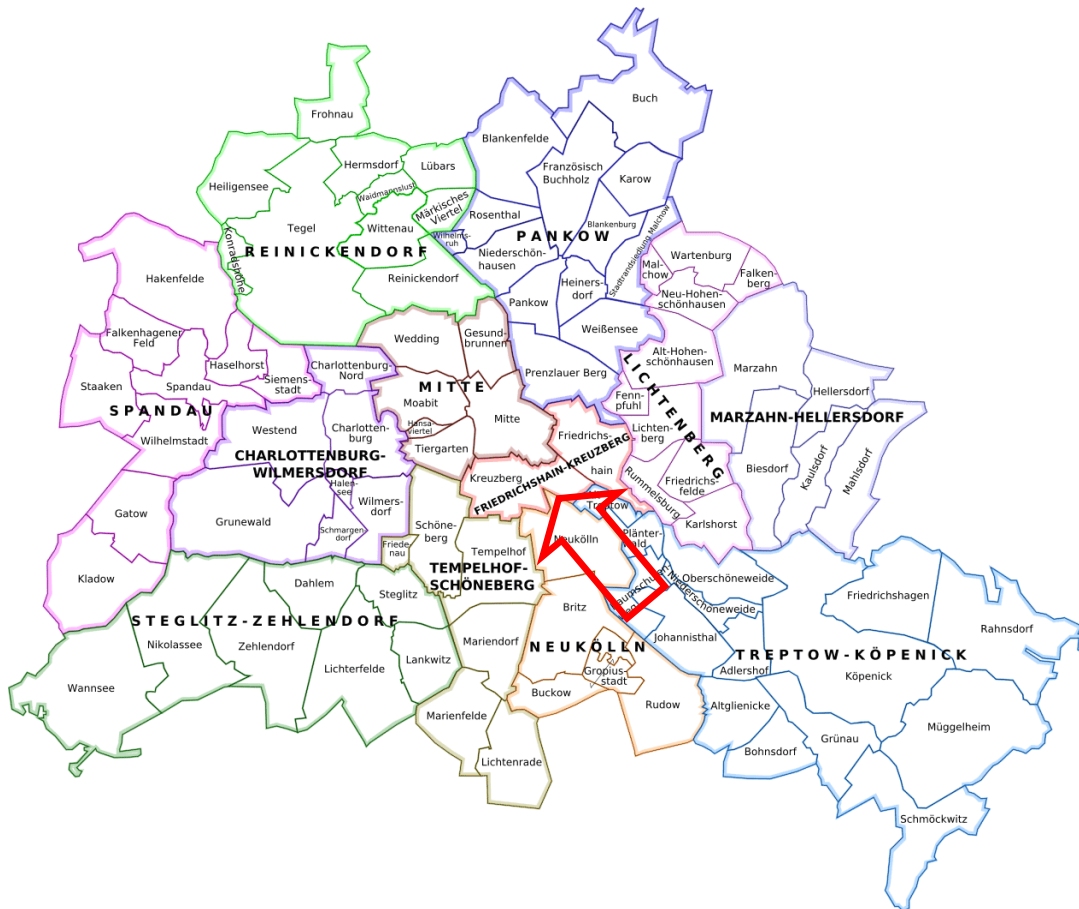 Buch
Frohnau
Blankenfelde
Hermsdorf
Lübars
Französisch
Buchholz
Karow
Heiligensee
Waidmannslust
Märkisches
Viertel
Rosenthal
Tegel
Wittenau
Blankenburg
Stadtrandsiedlung Malchow
Wilhelms-
ruh
PANKOW
Konradshöhe
REINICKENDORF
Niederschön-
hausen
Wartenburg
Mal-
chow
Falken-
berg
Hakenfelde
Reinickendorf
Heiners-
dorf
Neu-Hohen-
schönhausen
Pankow
Falkenhagener
Feld
Wedding
Gesund-
brunnen
Weißensee
Haselhorst
Charlottenburg-
Nord
Alt-Hohen-
schönhausen
Marzahn
Staaken
Spandau
Siemens-
stadt
MITTE
Prenzlauer Berg
LICHTENBERG
Hellersdorf
SPANDAU
Moabit
Fenn-
pfuhl
MARZAHN-HELLERSDORF
Wilhelmstadt
Westend
Charlotten-
burg
Hansa-
viertel
Mitte
Friedrichs-
hain
Lichten-
berg
CHARLOTTENBURG-
WILMERSDORF
Tiergarten
FRIEDRICHSHAIN-KREUZBERG
Biesdorf
Kaulsdorf
Mahlsdorf
Kreuzberg
Rummelsburg
Friedrichs-
felde
Halen-
see
Wilmers-
dorf
Gatow
Grunewald
Schmargen-
dorf
Schöne-
berg
Karlshorst
Friede-
nau
Tempelhof
Neukölln
Kladow
TEMPELHOF-
SCHÖNEBERG
Oberschöneweide
Niederschöneweide
Dahlem
Steglitz
Friedrichshagen
Britz
STEGLITZ-ZEHLENDORF
Rahnsdorf
Nikolassee
Zehlendorf
Mariendorf
NEUKÖLLN
Johannisthal
TREPTOW-KÖPENICK
Lichterfelde
Lankwitz
Gropius-
stadt
Adlershof
Köpenick
Wannsee
Buckow
Rudow
Altglienicke
Marienfelde
Müggelheim
Grünau
Bohnsdorf
Lichtenrade
Schmöckwitz